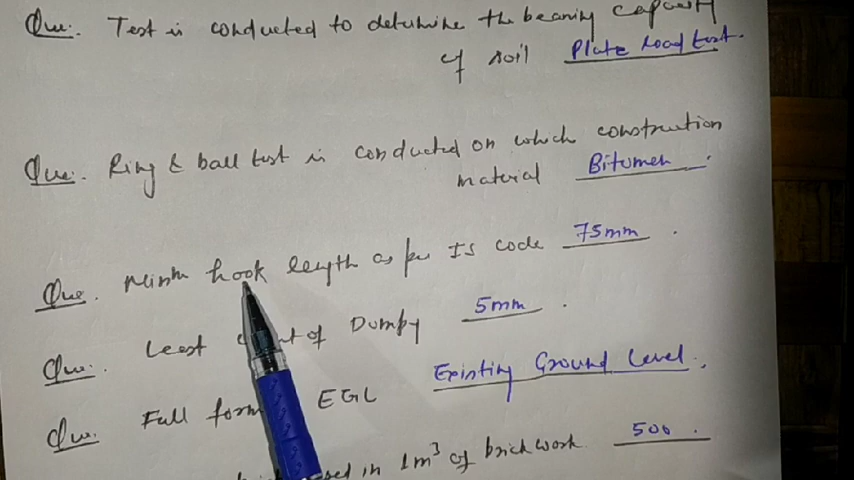 Que. Test is conducted to determine the bearing capacity
of soil Plate load test.
Que. Ring & ball test is conducted on which construction
material Bitumen.
Que. Minm hook length as per IS code 75mm.
Que. Least of Dumpy 5mm.
Que. Full form EGL Existing Ground Level.
in 1m³ of brickwork 500.